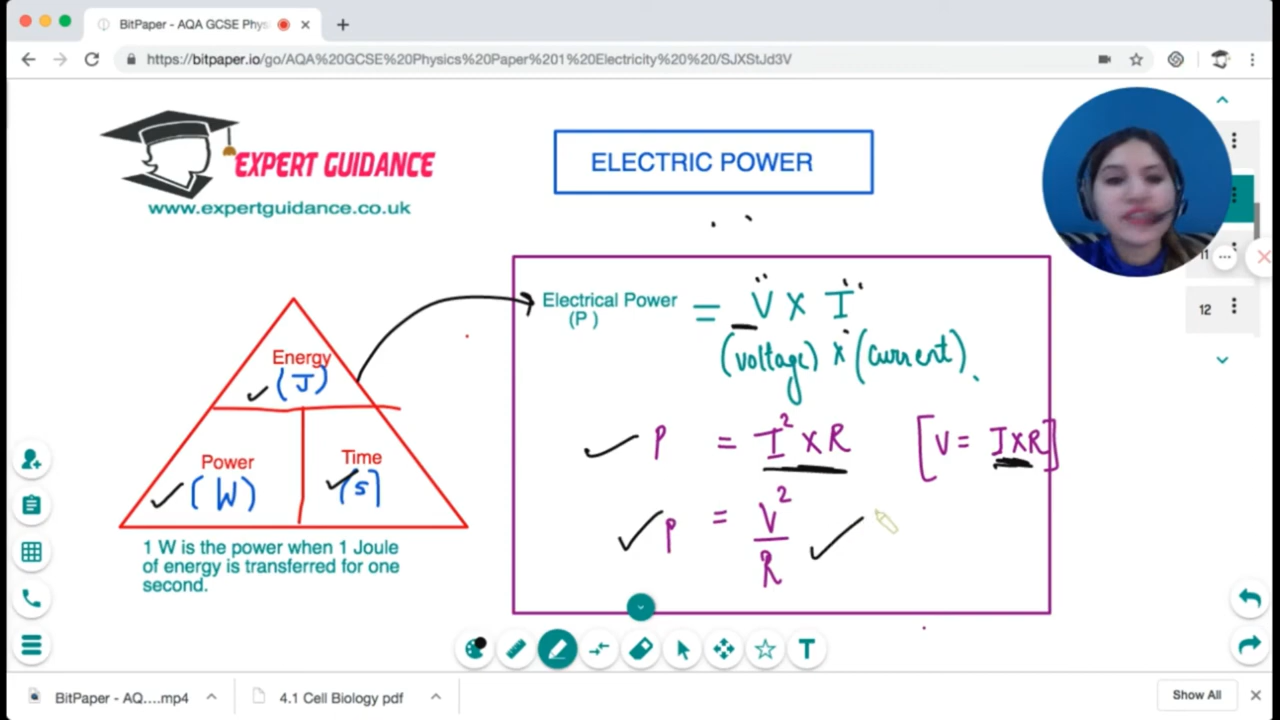 BitPaper - AQA GCSE Phys
https://bitpaper.io/go/AQA%20GCSE%20Physics%20Paper%201%20Electricity%20%20/SJXStJd3V
EXPERT GUIDANCE
www.expertguidance.co.uk
ELECTRIC POWER
11
12
Electrical Power = V X I
(P )
(voltage) x (current).
P = I² X R [V = I X R]
P = V²
R
Energy
(J)
Power
(W)
Time
(s)
1 W is the power when 1 Joule
of energy is transferred for one
second.
T
BitPaper - AQ....mp4
4.1 Cell Biology pdf
Show All